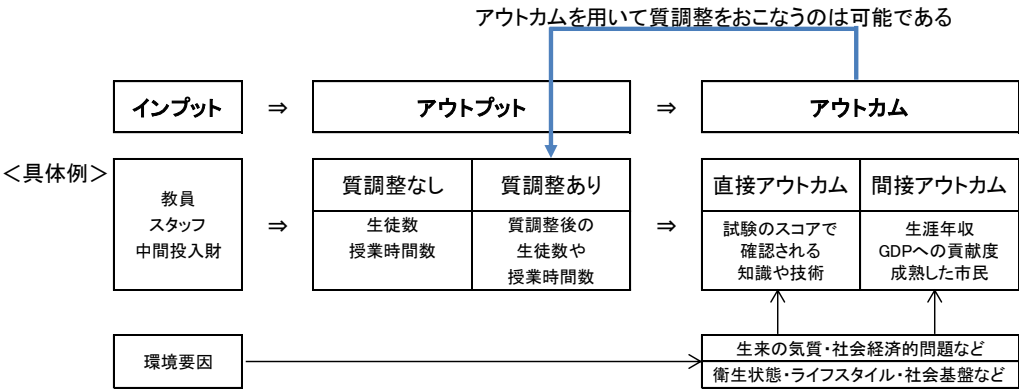 アウトカムを用いて質調整をおこなうのは可能である
インプット ⇒ アウトプット ⇒ アウトカム
＜具体例＞
教員
スタッフ
中間投入財
⇒
質調整なし
生徒数
授業時間数
質調整あり
質調整後の
生徒数や
授業時間数
⇒
直接アウトカム
試験のスコアで
確認される
知識や技術
間接アウトカム
生涯年収
GDPへの貢献度
成熟した市民
環境要因
生来の気質・社会経済的問題など
衛生状態・ライフスタイル・社会基盤など